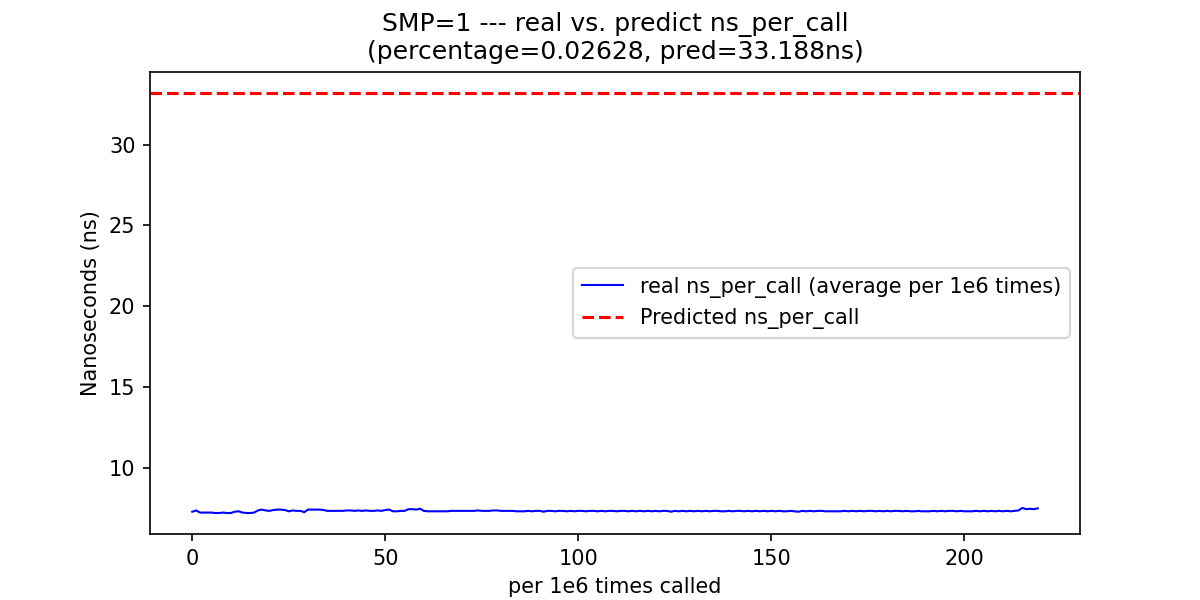 SMP=1 --- real vs. predict ns_per_call
(percentage=0.02628, pred=33.188ns)
Nanoseconds (ns)
30
25
20
15
10
real ns_per_call (average per 1e6 times)
Predicted ns_per_call
0
50
100
150
200
per 1e6 times called